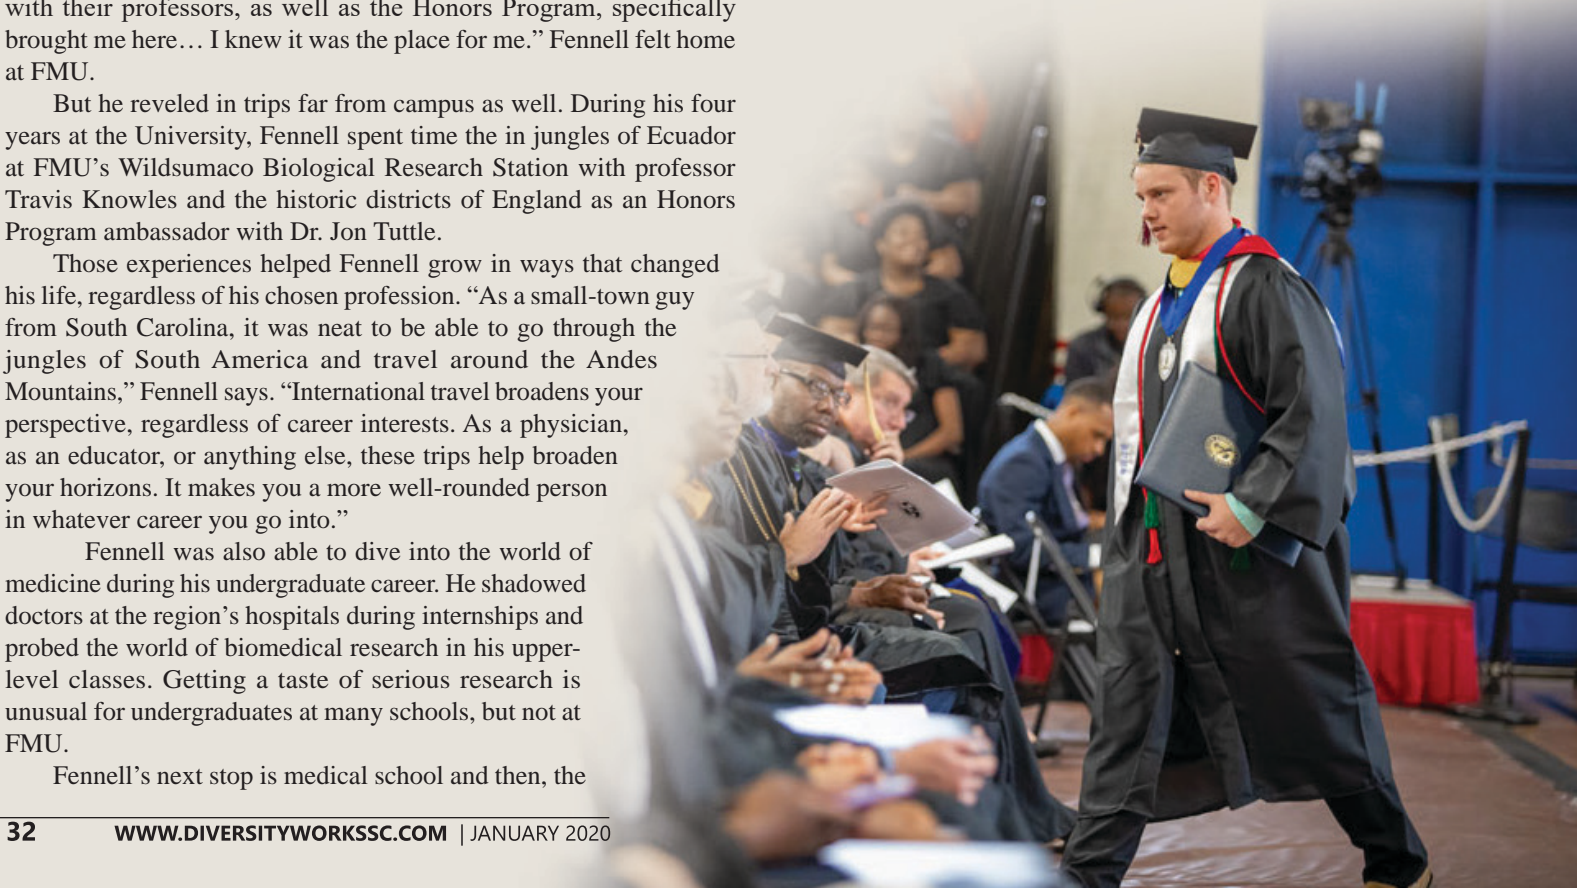 with their professors, as well as the Honors Program, specifically
brought me here… I knew it was the place for me.” Fennell felt home
at FMU.
But he reveled in trips far from campus as well. During his four
years at the University, Fennell spent time the in jungles of Ecuador
at FMU’s Wildsumaco Biological Research Station with professor
Travis Knowles and the historic districts of England as an Honors
Program ambassador with Dr. Jon Tuttle.
Those experiences helped Fennell grow in ways that changed
his life, regardless of his chosen profession. “As a small-town guy
from South Carolina, it was neat to be able to go through the
jungles of South America and travel around the Andes
Mountains,” Fennell says. “International travel broadens your
perspective, regardless of career interests. As a physician,
as an educator, or anything else, these trips help broaden
your horizons. It makes you a more well-rounded person
in whatever career you go into.”
Fennell was also able to dive into the world of
medicine during his undergraduate career. He shadowed
doctors at the region’s hospitals during internships and
probed the world of biomedical research in his upper-
level classes. Getting a taste of serious research is
unusual for undergraduates at many schools, but not at
FMU.
Fennell’s next stop is medical school and then, the
32 WWW.DIVERSITYWORKSSC.COM | JANUARY 2020